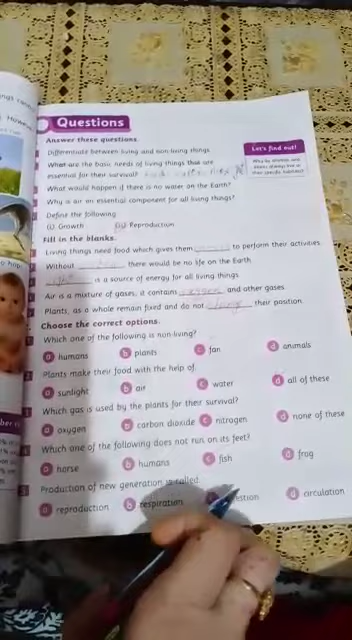 Questions
Answer these questions.
Differentiate between living and non-living things
What are the basic needs of living things that are
essential for their survival?
What would happen if there is no water on the Earth?
Why is air an essential component for all living things?
Define the following
(i) Growth (ii) Reproduction
Let's find out!
Fill in the blanks.
Living things need food which gives them to perform their activities
Without there would be no life on the Earth
light is a source of energy for all living things.
Air is a mixture of gases, it contains oxygen and other gases
Plants, as a whole remain fixed and do not change their position.
Choose the correct options.
Which one of the following is non-living?
a humans b plants c fan d animals
Plants make their food with the help of
a sunlight b air c water d all of these
Which gas is used by the plants for their survival?
a oxygen b carbon dioxide c nitrogen d none of these
Which one of the following does not run on its feet?
a horse b humans c fish d frog
Production of new generation is called
a reproduction b respiration d circulation